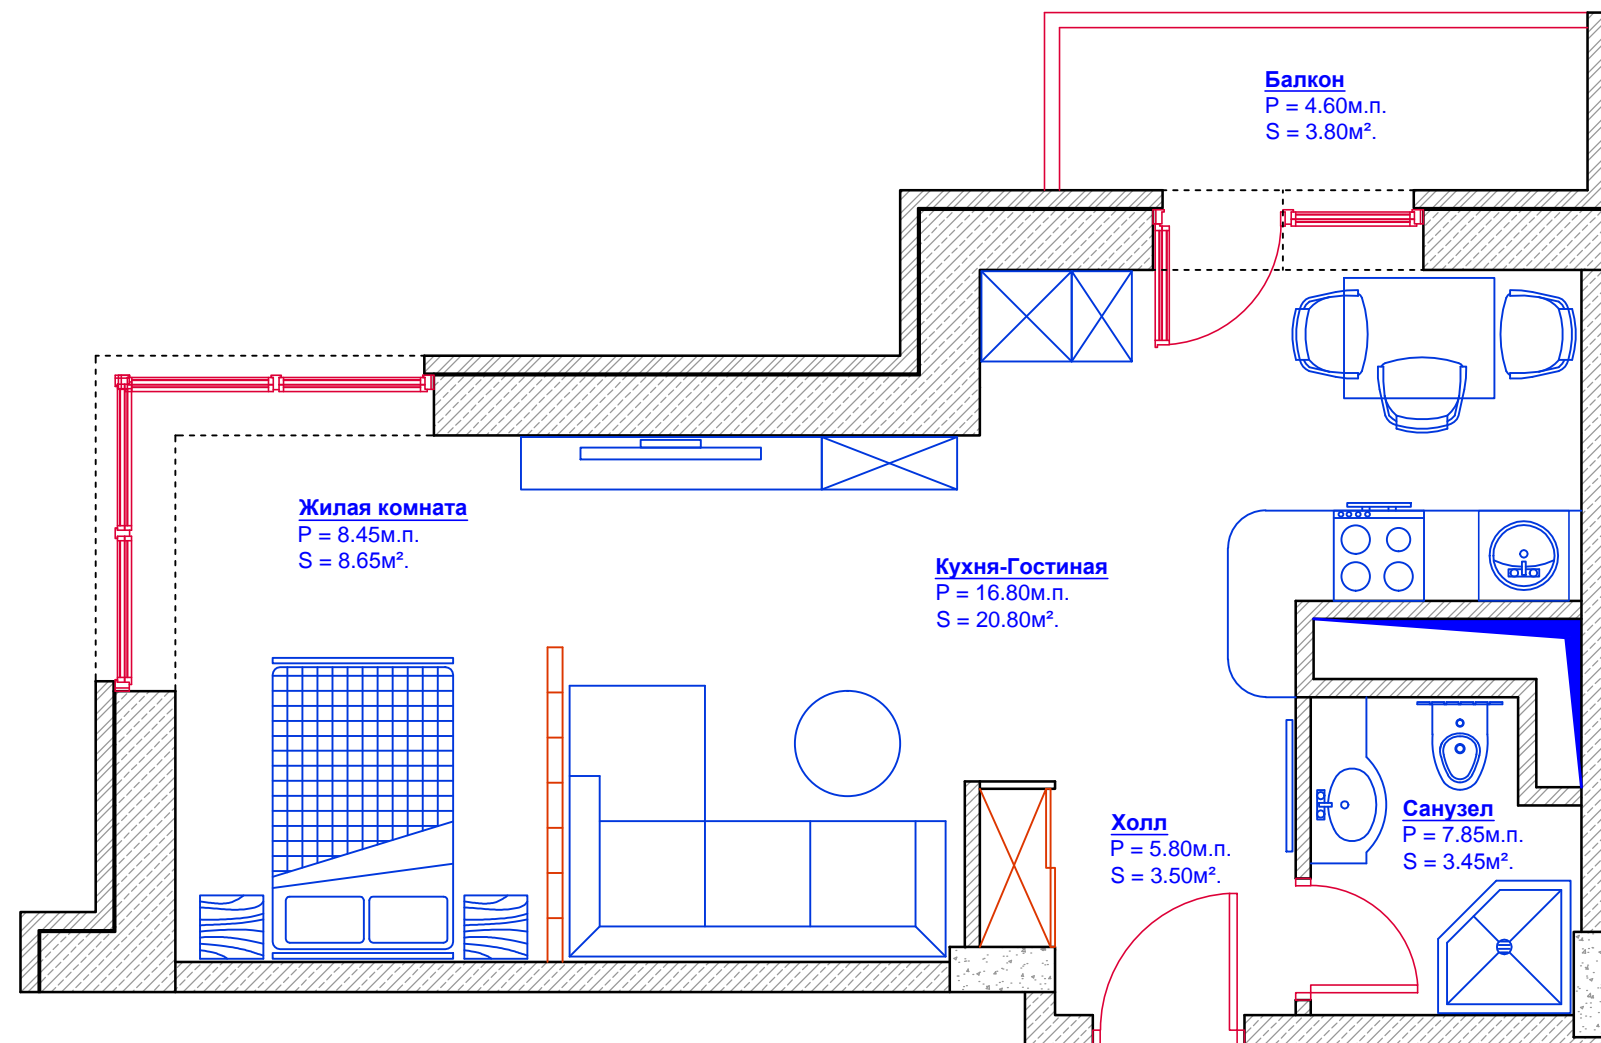 Балкон
P = 4.60м.п.
S = 3.80м².
Жилая комната
P = 8.45м.п.
S = 8.65м².
Кухня-Гостиная
P = 16.80м.п.
S = 20.80м².
Холл
P = 5.80м.п.
S = 3.50м².
Санузел
P = 7.85м.п.
S = 3.45м².